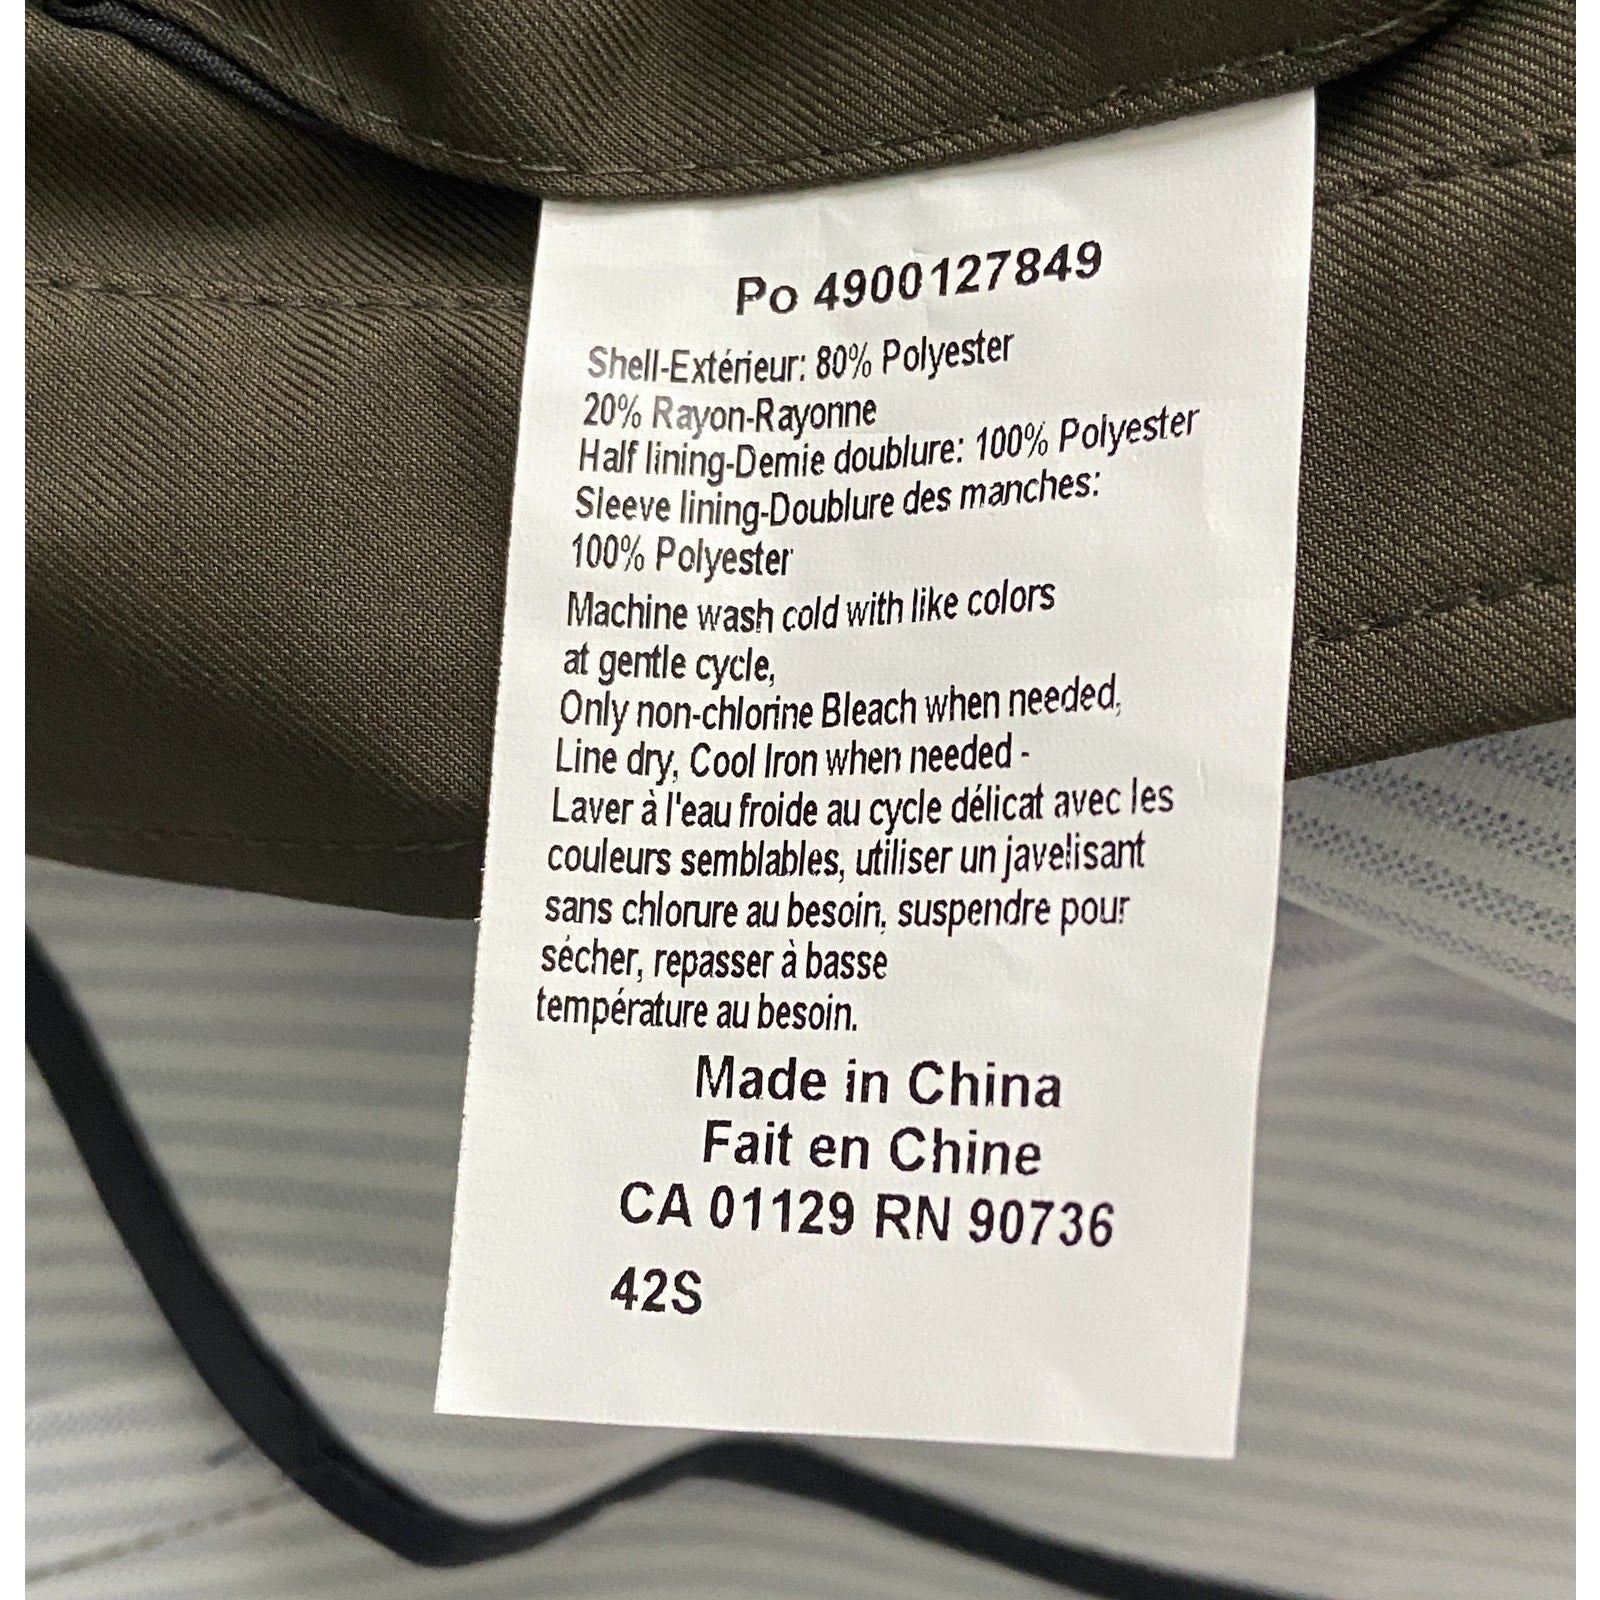 Po 4900127849
Shell-Extérieur: 80% Polyester
20% Rayon-Rayonne
Half lining-Demie doublure: 100% Polyester
Sleeve lining-Doublure des manches:
100% Polyester
Machine wash cold with like colors
at gentle cycle,
Only non-chlorine Bleach when needed,
Line dry, Cool Iron when needed -
Laver à l'eau froide au cycle délicat avec les
couleurs semblables, utiliser un javelisant
sans chlorure au besoin, suspendre pour
sécher, repasser à basse
température au besoin.
Made in China
Fait en Chine
CA 01129 RN 90736
42S